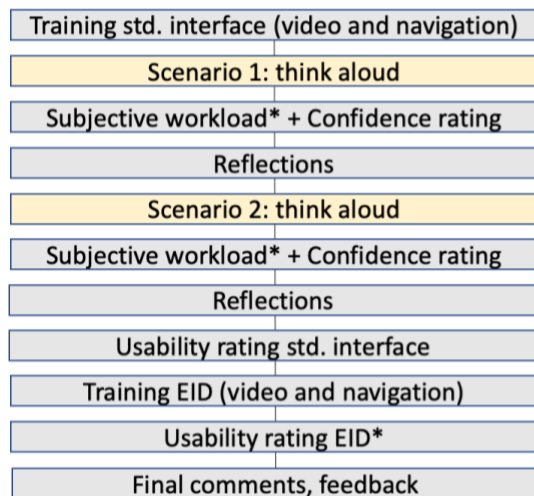 Training std. interface (video and navigation)
Scenario 1: think aloud
Subjective workload* + Confidence rating
Reflections
Scenario 2: think aloud
Subjective workload* + Confidence rating
Reflections
Usability rating std. interface
Training EID (video and navigation)
Usability rating EID*
Final comments, feedback